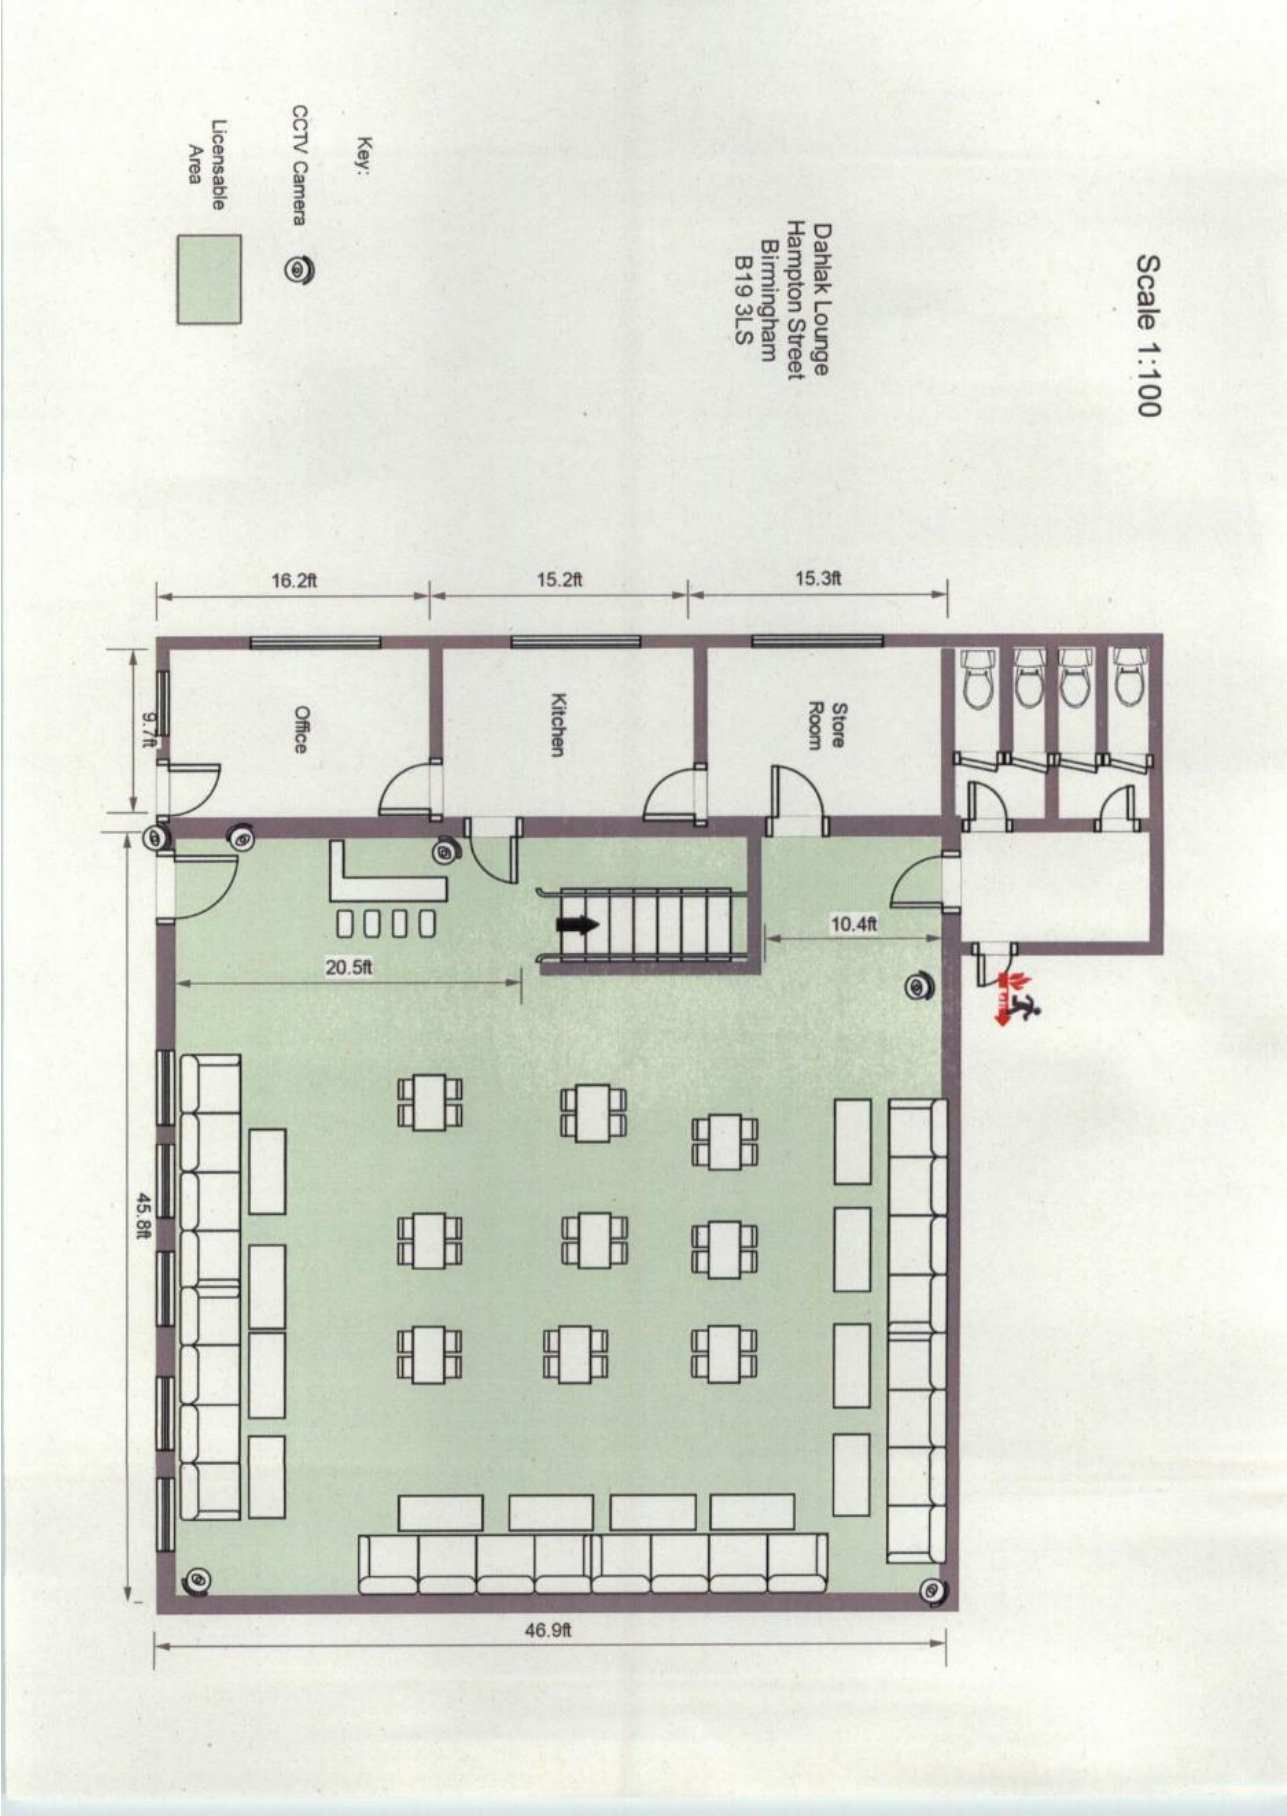 Scale 1:100
Dahlak Lounge
Hampton Street
Birmingham
B19 3LS
Key:
CCTV Camera
Licensable
Area
16.2ft
15.2ft
15.3ft
9.7ft
Office
Kitchen
Store
Room
20.5ft
10.4ft
45.8ft
46.9ft